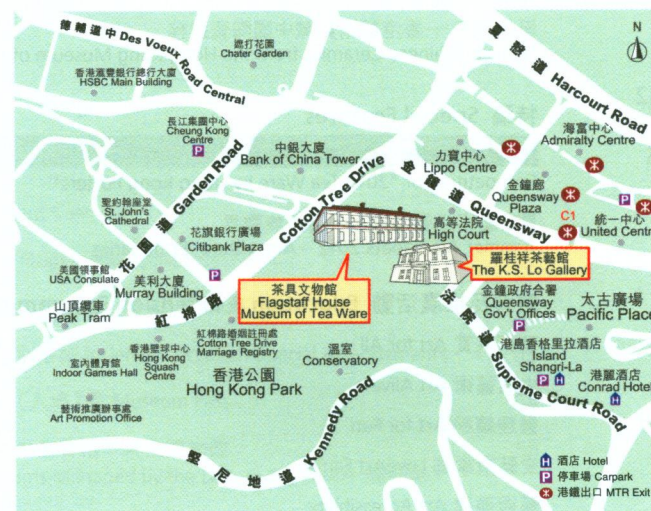 德輔道中 Des Voeux Road Central
遮打花園
Chater Garden
夏慤道 Harcourt Road
N
香港滙豐銀行總行大廈
HSBC Main Building
長江集團中心
Cheung Kong
Centre
P
中銀大廈
Bank of China Tower
力寶中心
Lippo Centre
海富中心
Admiralty Centre
花園道 Garden Road
Cotton Tree Drive
金鐘道 Queensway
金鐘廊
Queensway
Plaza
C1
P
統一中心
United Centr
聖約翰座堂
St. John's
Cathedral
花旗銀行廣場
Citibank Plaza
高等法院
High Court
羅桂祥茶藝館
The K.S. Lo Gallery
美國領事館
USA Consulate
美利大廈
Murray Building
P
紅棉路
茶具文物館
Flagstaff House
Museum of Tea Ware
山頂纜車
Peak Tram
金鐘政府合署
Queensway
Gov't Offices
P
太古廣場
Pacific Place
法院道 Supreme Court Road
紅棉路婚姻註冊處
Cotton Tree Drive
Marriage Registry
香港壁球中心
Hong Kong
Squash
Centre
室內體育館
Indoor Games Hall
溫室
Conservatory
港島香格里拉酒店
Island
Shangri-La
P H
港麗酒店
Conrad Hotel
H
香港公園
Hong Kong Park
藝術推廣辦事處
Art Promotion Office
堅尼地道 Kennedy Road
H 酒店 Hotel
P 停車場 Carpark
港鐵出口 MTR Exit